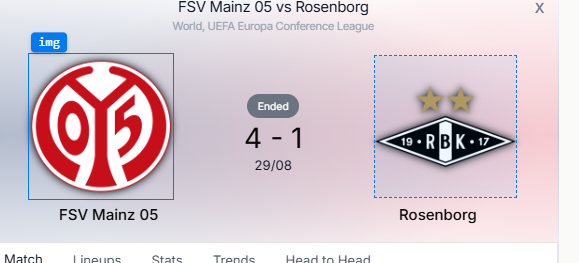 FSV Mainz 05 vs Rosenborg
X
World, UEFA Europa Conference League
img
05
Ended
4 - 1
29/08
19 • RBK • 17
FSV Mainz 05
Rosenborg
Match
Lineups
Stats
Trends
Head to Head